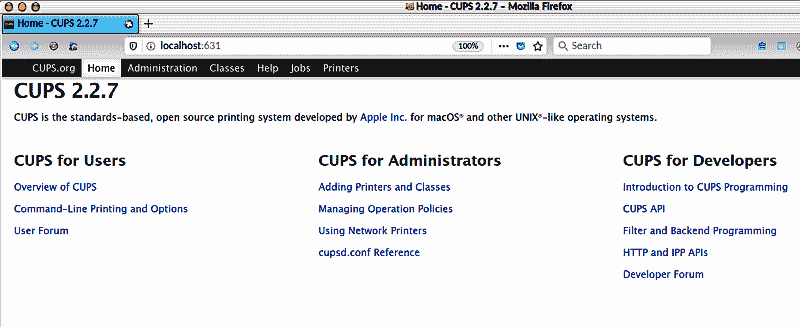 Home - CUPS 2.2.7 - Mozilla Firefox
CUPS Home - CUPS 2.2.7
localhost:631 100% Search
CUPS.org Home Administration Classes Help Jobs Printers
CUPS 2.2.7
CUPS is the standards-based, open source printing system developed by Apple Inc. for macOS® and other UNIX®-like operating systems.
CUPS for Users
Overview of CUPS
Command-Line Printing and Options
User Forum
CUPS for Administrators
Adding Printers and Classes
Managing Operation Policies
Using Network Printers
cupsd.conf Reference
CUPS for Developers
Introduction to CUPS Programming
CUPS API
Filter and Backend Programming
HTTP and IPP APIs
Developer Forum